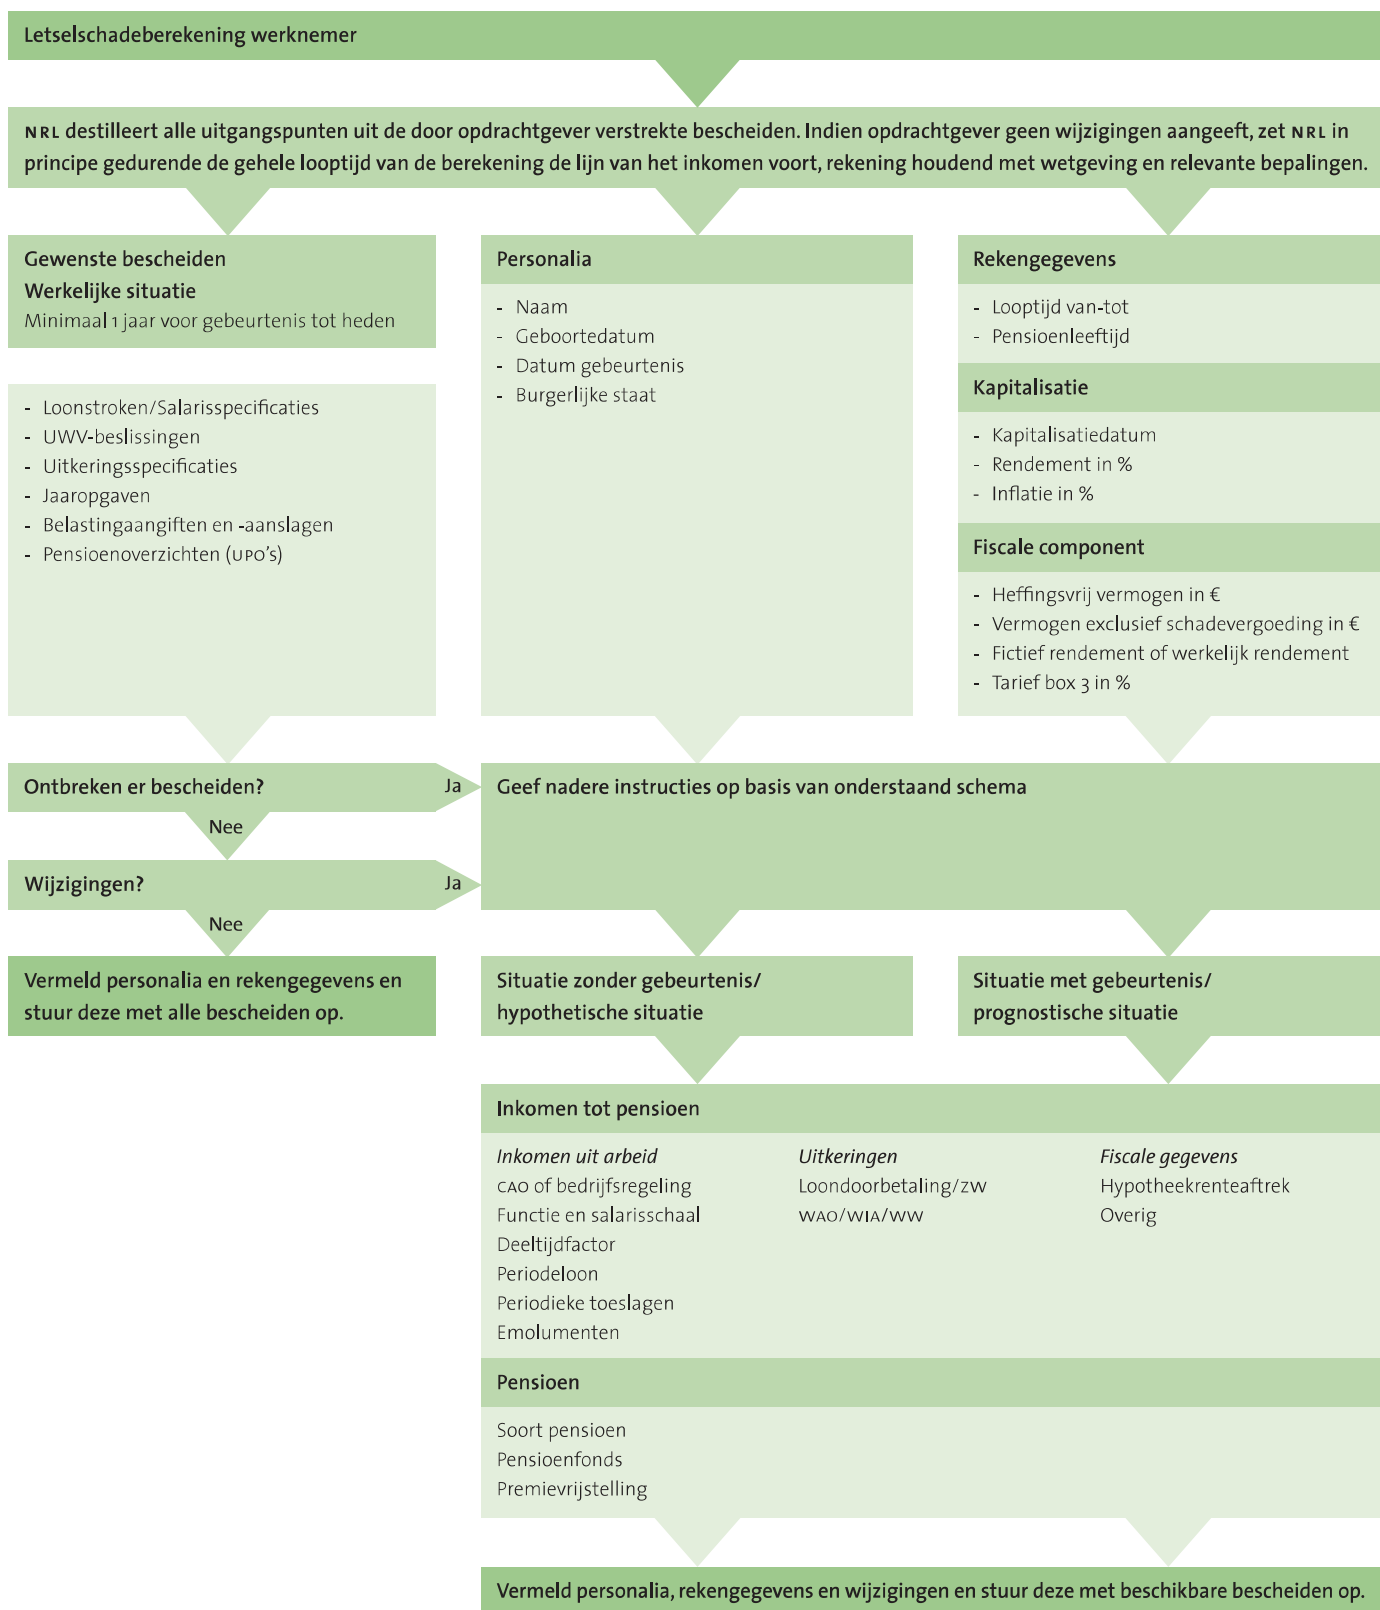 Letselschadeberekening werknemer
NRL destilleert alle uitgangspunten uit de door opdrachtgever verstrekte bescheiden. Indien opdrachtgever geen wijzigingen aangeeft, zet NRL in
principe gedurende de gehele looptijd van de berekening de lijn van het inkomen voort, rekening houdend met wetgeving en relevante bepalingen.
Gewenste bescheiden
Werkelijke situatie
Minimaal 1 jaar voor gebeurtenis tot heden
- Loonstroken/Salarisspecificaties
- UWV-beslissingen
- Uitkeringsspecificaties
- Jaaropgaven
- Belastingaangiften en -aanslagen
- Pensioenoverzichten (UPO's)
Personalia
- Naam
- Geboortedatum
- Datum gebeurtenis
- Burgerlijke staat
Rekengegevens
- Looptijd van-tot
- Pensioenleeftijd
Kapitalisatie
- Kapitalisatiedatum
- Rendement in %
- Inflatie in %
Fiscale component
- Heffingsvrij vermogen in €
- Vermogen exclusief schadevergoeding in €
- Fictief rendement of werkelijk rendement
- Tarief box 3 in %
Ontbreken er bescheiden?
Ja
Nee
Wijzigingen?
Ja
Nee
Vermeld personalia en rekengegevens en
stuur deze met alle bescheiden op.
Geef nadere instructies op basis van onderstaand schema
Situatie zonder gebeurtenis/
hypothetische situatie
Situatie met gebeurtenis/
prognostische situatie
Inkomen tot pensioen
Inkomen uit arbeid
CAO of bedrijfsregeling
Functie en salarisschaal
Deeltijdfactor
Periodeloon
Periodieke toeslagen
Emolumenten
Uitkeringen
Loondoorbetaling/ZW
WAO/WIA/WW
Fiscale gegevens
Hypotheekrenteaftrek
Overig
Pensioen
Soort pensioen
Pensioenfonds
Premievrijstelling
Vermeld personalia, rekengegevens en wijzigingen en stuur deze met beschikbare bescheiden op.